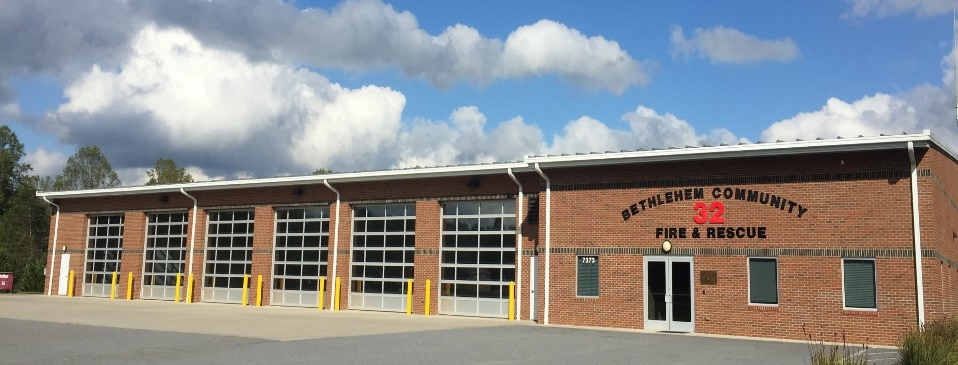 BETHLEHEM COMMUNITY
32
FIRE & RESCUE
7373